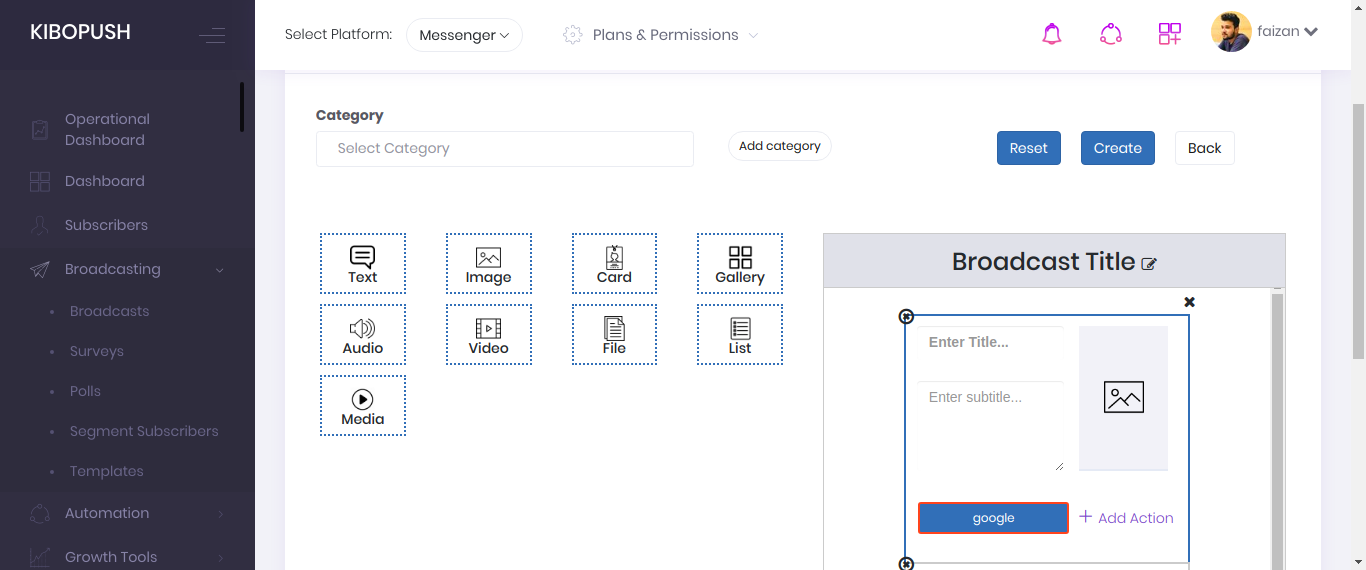 KIBOPUSH
Select Platform:
Messenger
Plans & Permissions
faizan
Operational
Dashboard
Dashboard
Subscribers
Broadcasting
Broadcasts
Surveys
Polls
Segment Subscribers
Templates
Automation
Growth Tools
Category
Select Category
Add category
Reset
Create
Back
Text
Image
Card
Gallery
Audio
Video
File
List
Media
Broadcast Title
Enter Title...
Enter subtitle...
google
+ Add Action